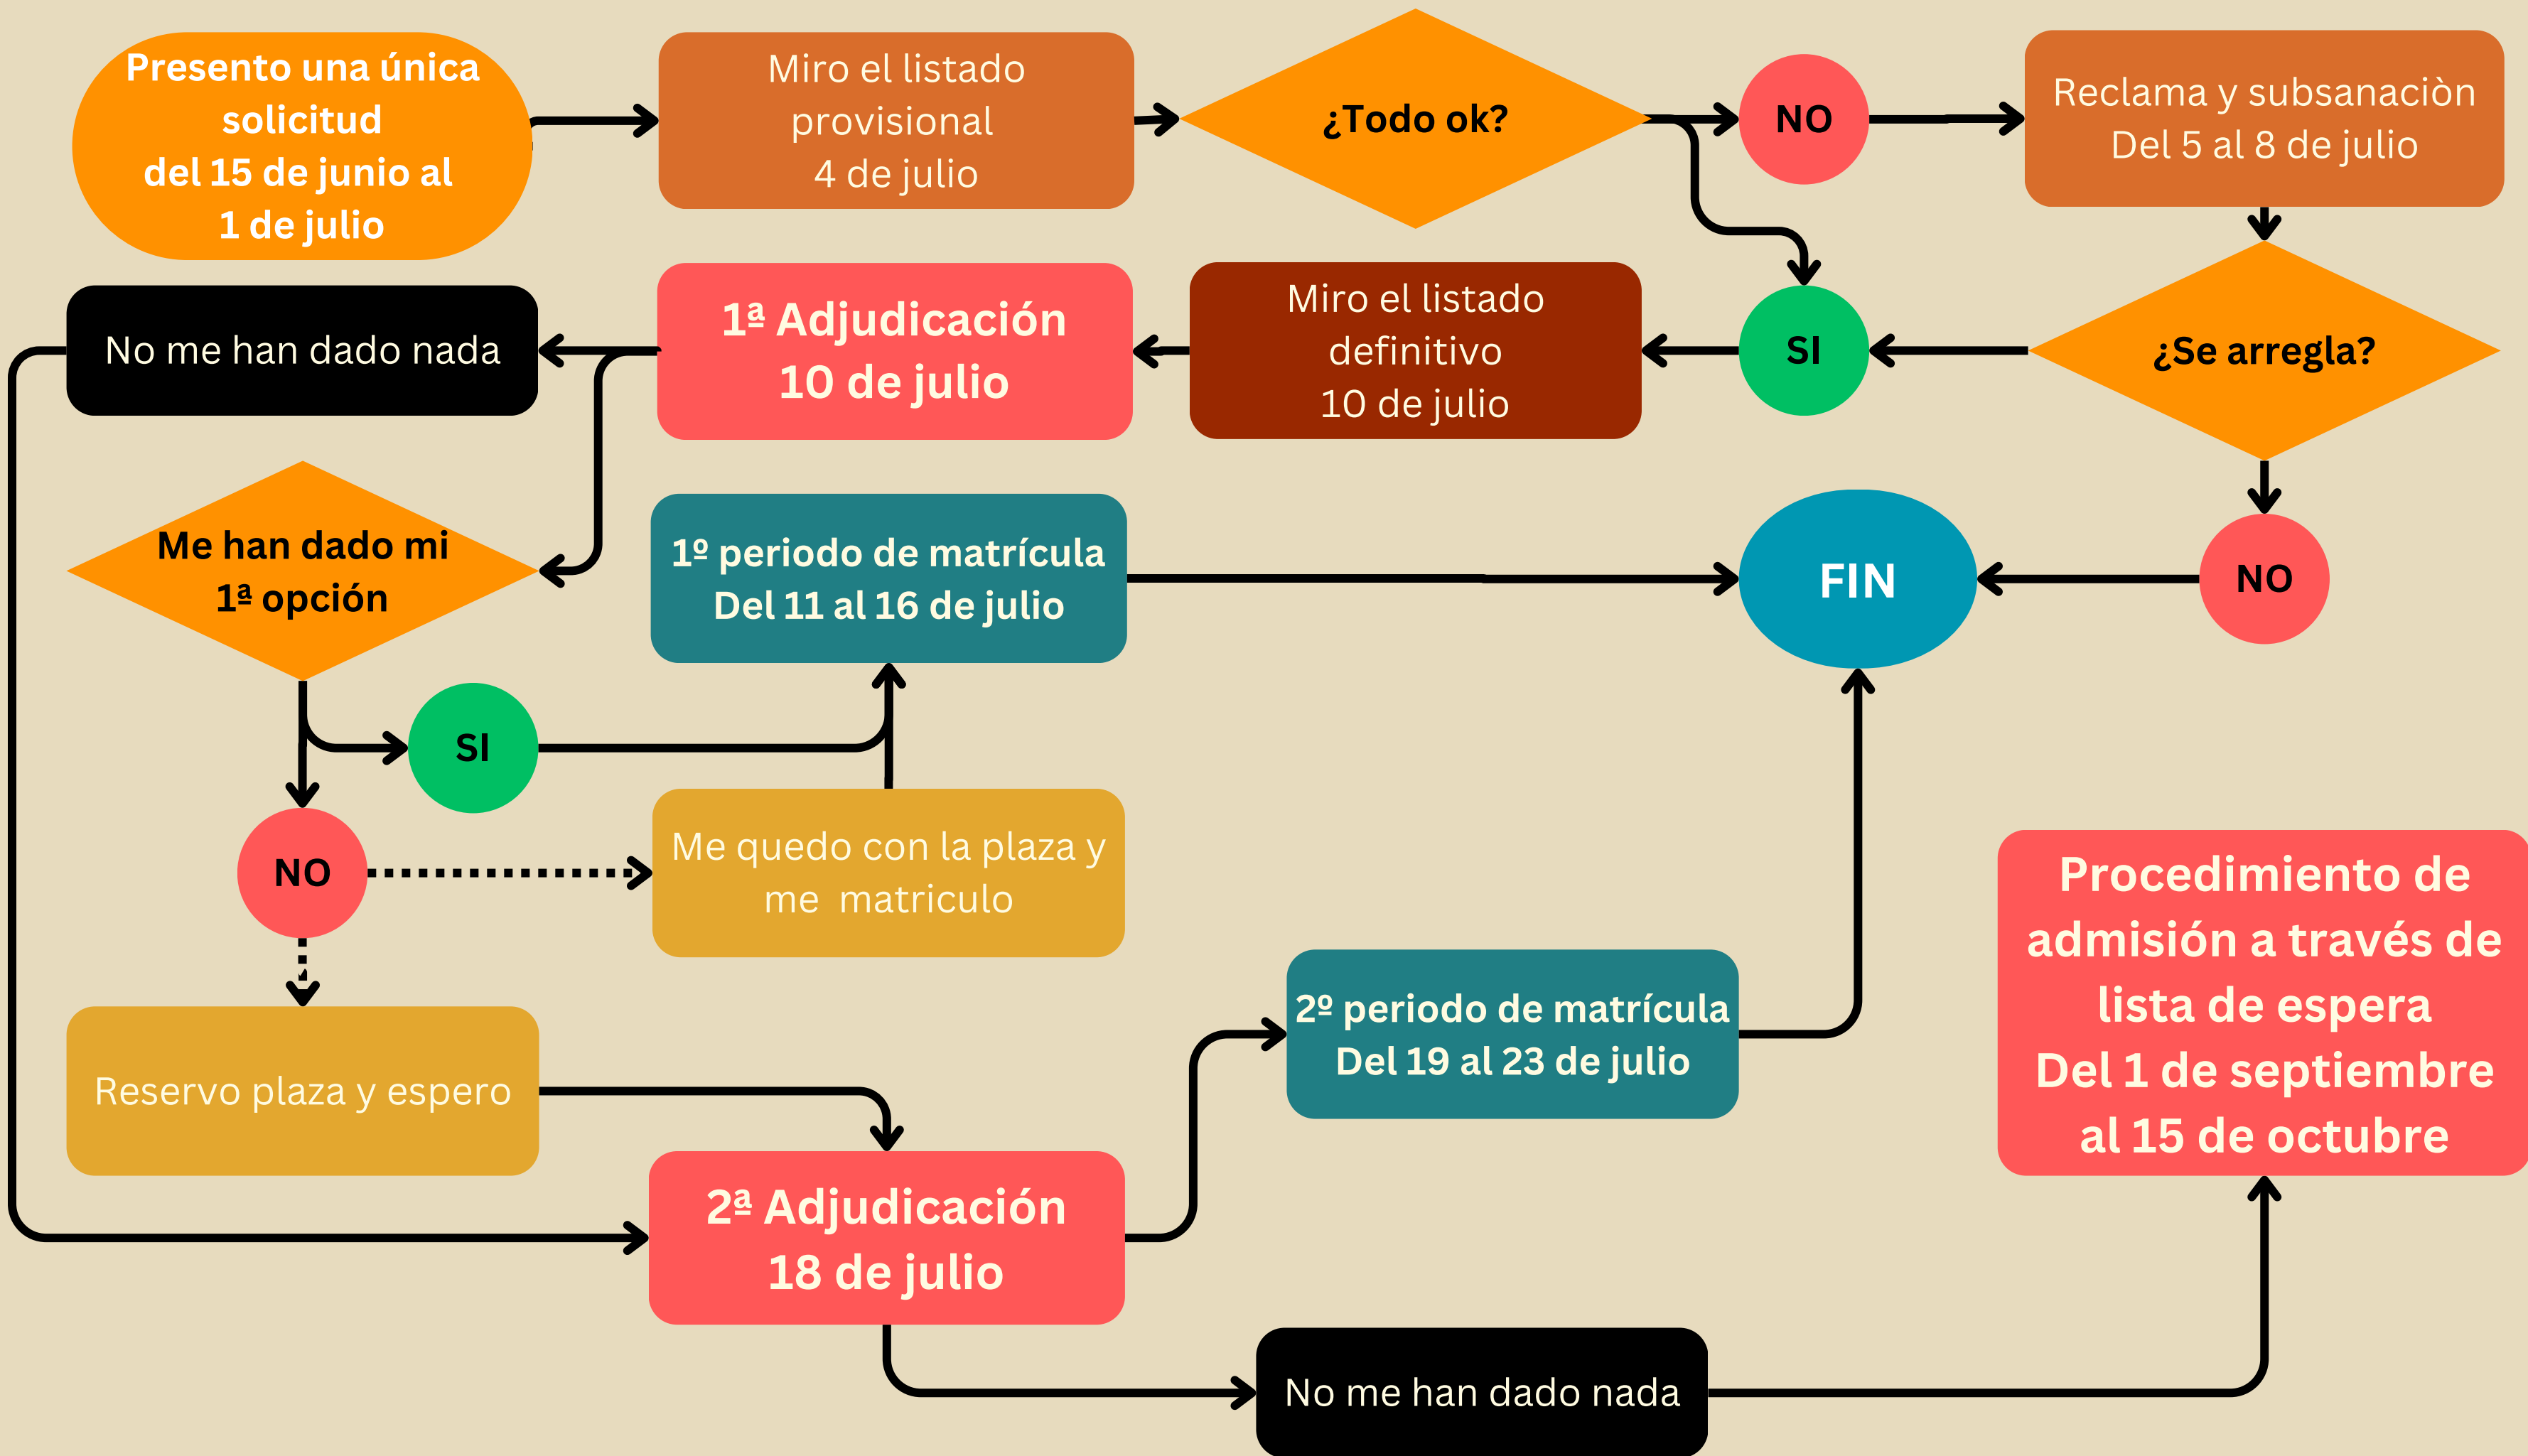 Presento una única
solicitud
del 15 de junio al
1 de julio
Miro el listado
provisional
4 de julio
¿Todo ok?
NO
Reclama y subsanaciòn
Del 5 al 8 de julio
No me han dado nada
1ª Adjudicación
10 de julio
Miro el listado
definitivo
10 de julio
SI
¿Se arregla?
Me han dado mi
1ª opción
1º periodo de matrícula
Del 11 al 16 de julio
FIN
NO
SI
NO
Me quedo con la plaza y
me matriculo
Procedimiento de
admisión a través de
lista de espera
Del 1 de septiembre
al 15 de octubre
2º periodo de matrícula
Del 19 al 23 de julio
Reservo plaza y espero
2ª Adjudicación
18 de julio
No me han dado nada